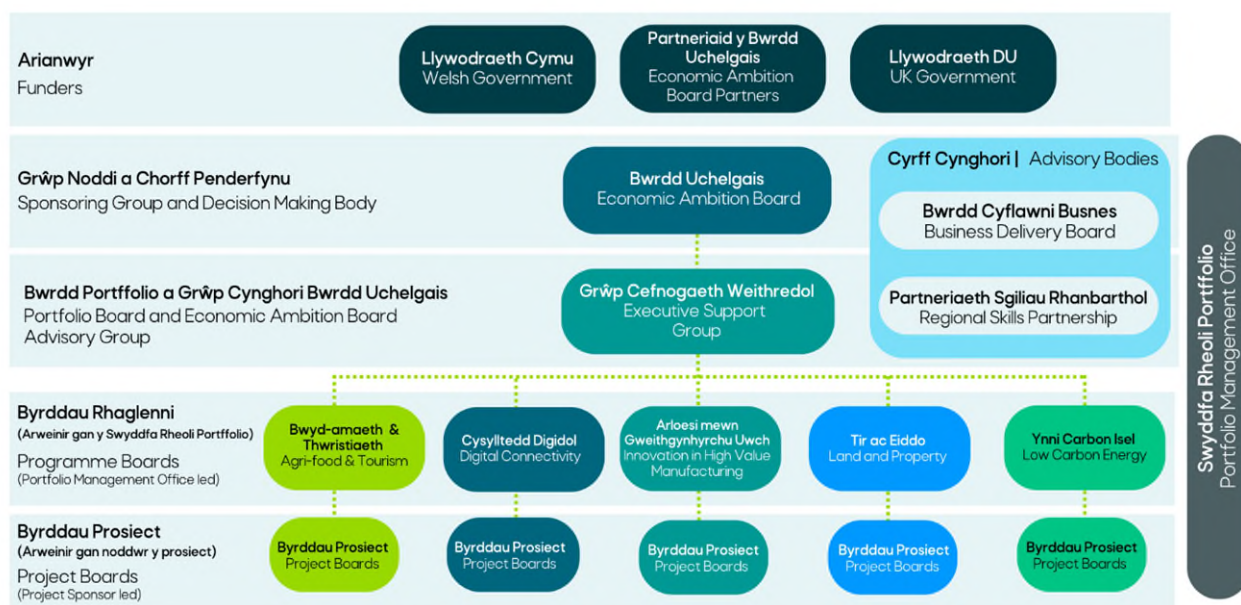 Arianwyr
Funders
Llywodraeth Cymu
Welsh Government
Partneriaid y Bwrdd
Uchelgais
Economic Ambition
Board Partners
Llywodraeth DU
UK Government
Grŵp Noddi a Chorff Penderfynu
Sponsoring Group and Decision Making Body
Bwrdd Uchelgais
Economic Ambition Board
Cyrff Cynghori | Advisory Bodies
Bwrdd Cyflawni Busnes
Business Delivery Board
Partneriaeth Sgiliau Rhanbarthol
Regional Skills Partnership
Bwrdd Portffolio a Grŵp Cynghori Bwrdd Uchelgais
Portfolio Board and Economic Ambition Board
Advisory Group
Grŵp Cefnogaeth Weithredol
Executive Support
Group
Byrddau Rhaglenni
(Arweinir gan y Swyddfa Rheoli Portffolio)
Programme Boards
(Portfolio Management Office led)
Bwyd-amaeth &
Thwristiaeth
Agri-food & Tourism
Cysylltedd Digidol
Digital Connectivity
Arloesi mewn
Gweithgynhyrchu Uwch
Innovation in High Value
Manufacturing
Tir ac Eiddo
Land and Property
Ynni Carbon Isel
Low Carbon Energy
Byrddau Prosiect
(Arweinir gan noddwr y prosiect)
Project Boards
(Project Sponsor led)
Byrddau Prosiect
Project Boards
Byrddau Prosiect
Project Boards
Byrddau Prosiect
Project Boards
Byrddau Prosiect
Project Boards
Byrddau Prosiect
Project Boards
Swyddfa Rheoli Portffolio
Portfolio Management Office